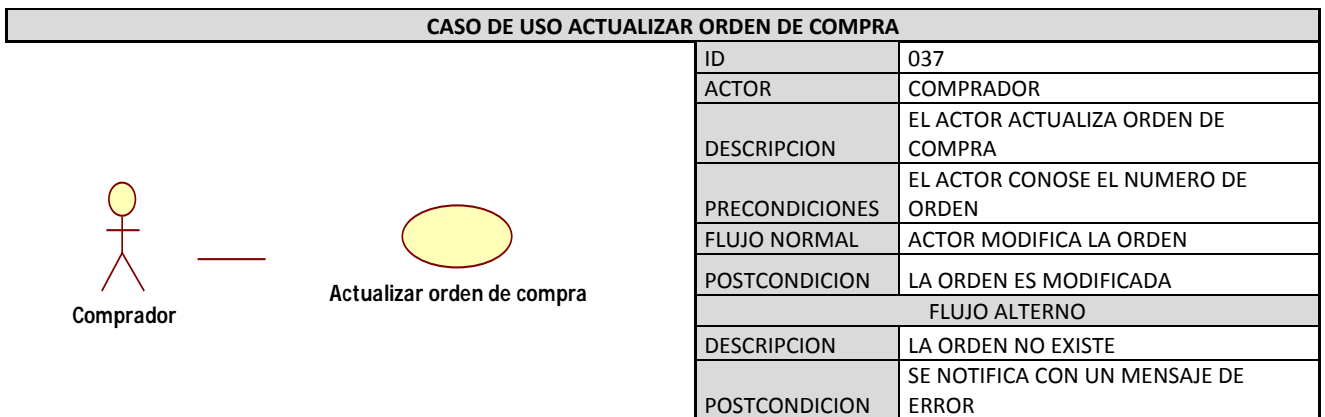 CASO DE USO ACTUALIZAR ORDEN DE COMPRA
ID 037
ACTOR COMPRADOR
EL ACTOR ACTUALIZA ORDEN DE
DESCRIPCION COMPRA
EL ACTOR CONOSE EL NUMERO DE
PRECONDICIONES ORDEN
FLUJO NORMAL ACTOR MODIFICA LA ORDEN
POSTCONDICION LA ORDEN ES MODIFICADA
FLUJO ALTERNO
DESCRIPCION LA ORDEN NO EXISTE
SE NOTIFICA CON UN MENSAJE DE
POSTCONDICION ERROR
Comprador
Actualizar orden de compra